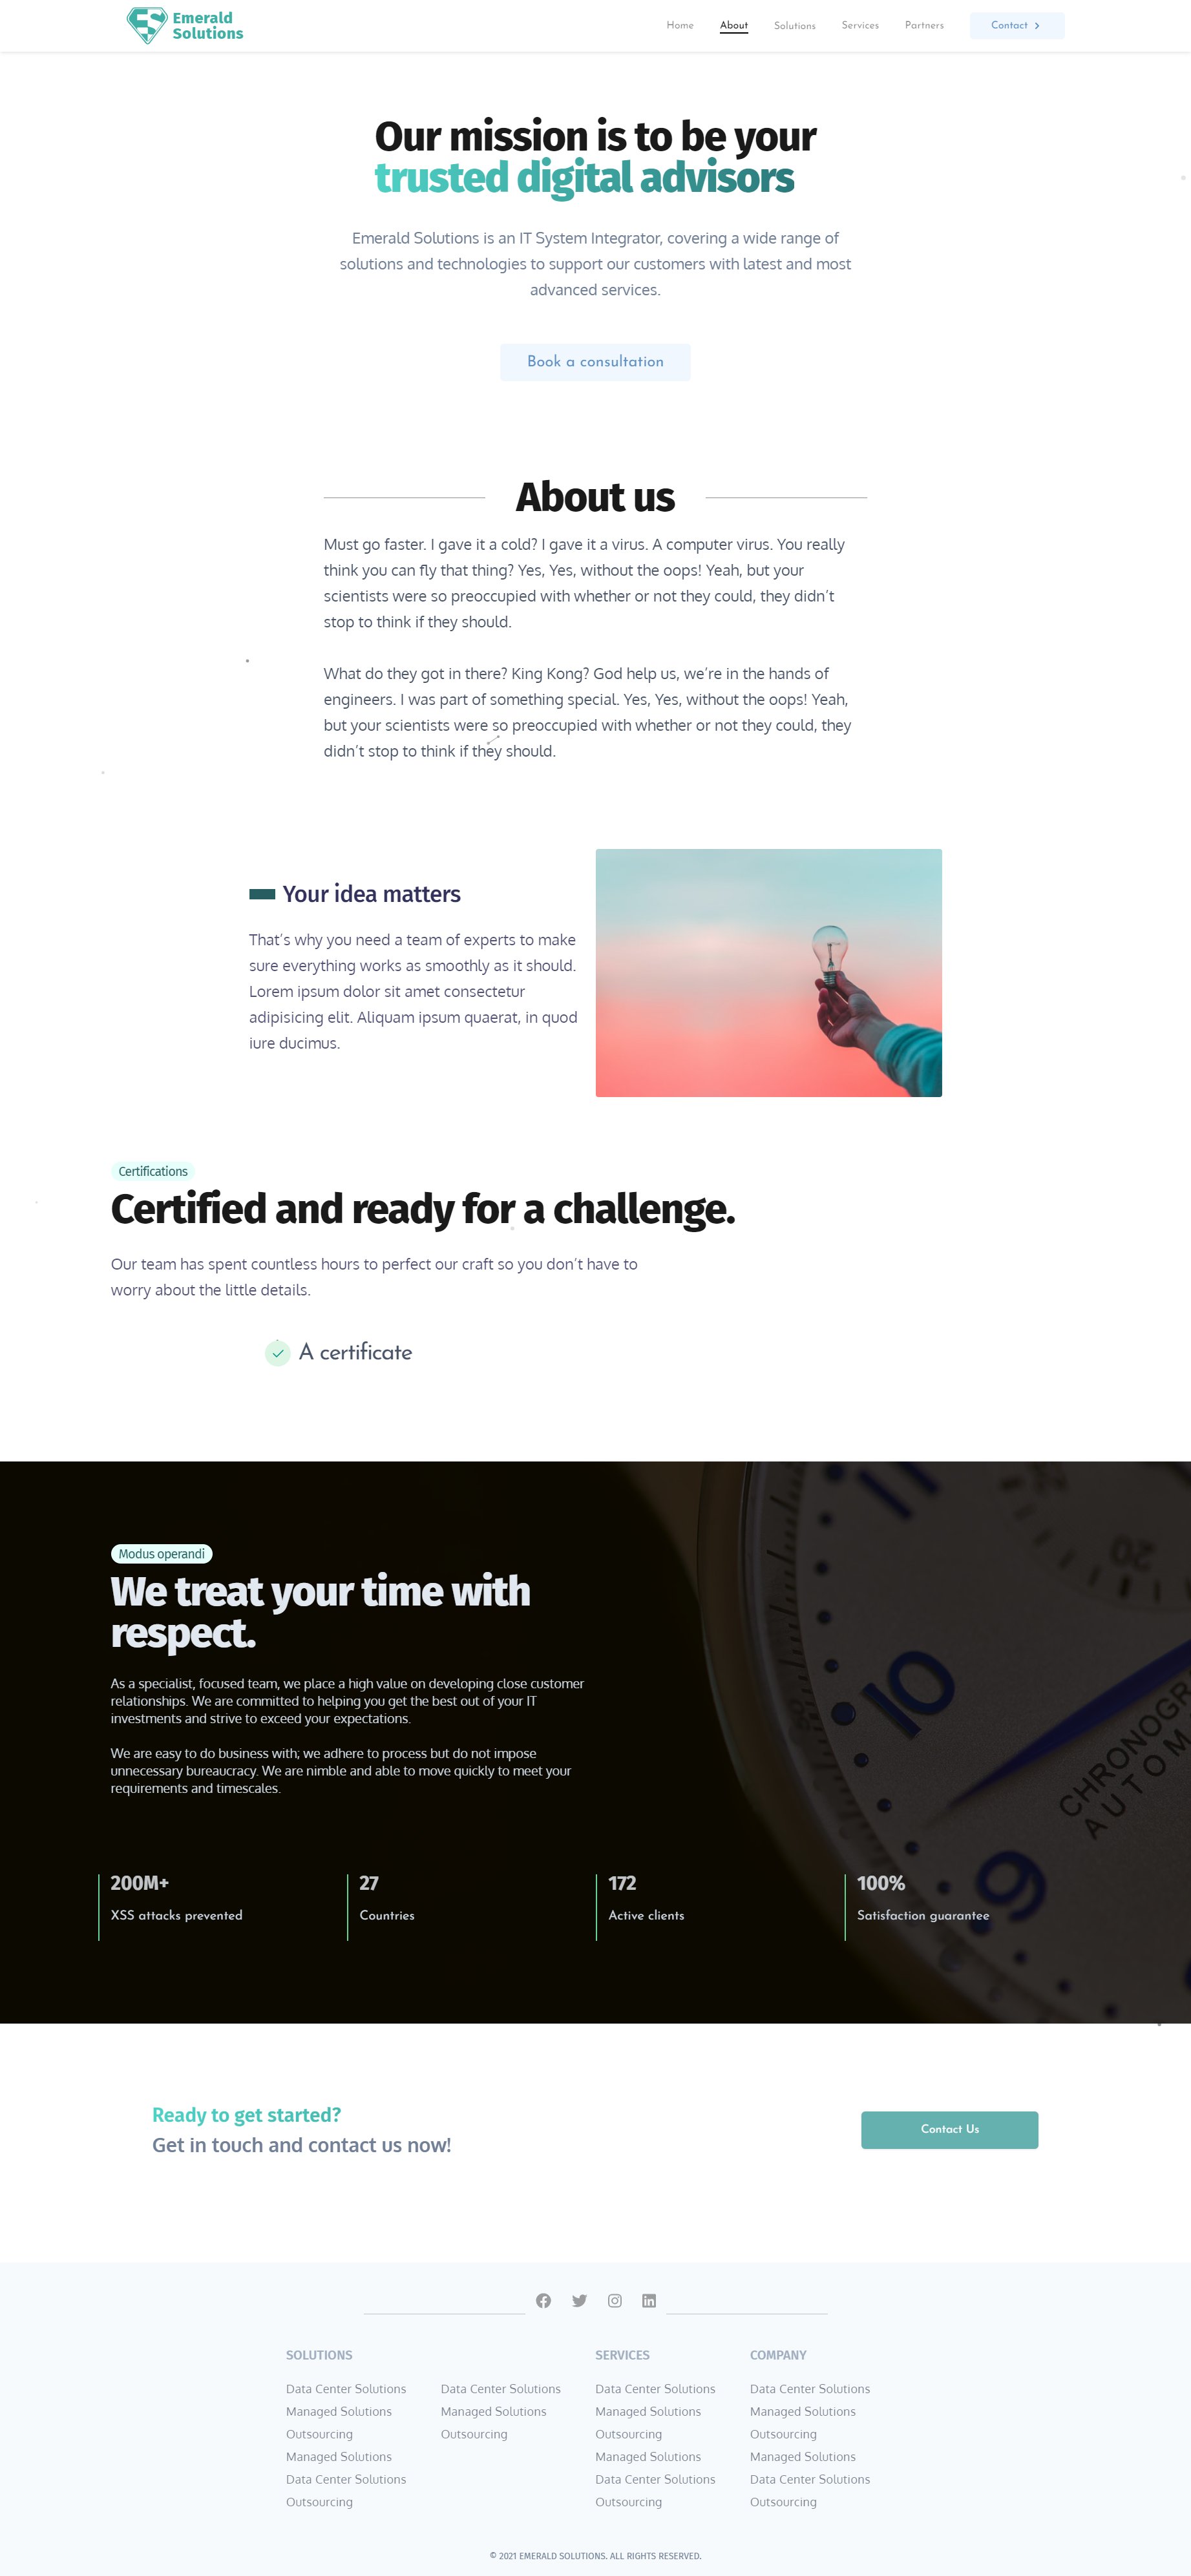 Emerald
Solutions
Home
About
Solutions
Services
Partners
Contact
Our mission is to be your
trusted digital advisors
Emerald Solutions is an IT System Integrator, covering a wide range of
solutions and technologies to support our customers with latest and most
advanced services.
Book a consultation
About us
Must go faster. I gave it a cold? I gave it a virus. A computer virus. You really
think you can fly that thing? Yes, Yes, without the oops! Yeah, but your
scientists were so preoccupied with whether or not they could, they didn't
stop to think if they should.
What do they got in there? King Kong? God help us, we're in the hands of
engineers. I was part of something special. Yes, Yes, without the oops! Yeah,
but your scientists were so preoccupied with whether or not they could, they
didn't stop to think if they should.
Your idea matters
That's why you need a team of experts to make
sure everything works as smoothly as it should.
Lorem ipsum dolor sit amet consectetur
adipisicing elit. Aliquam ipsum quaerat, in quod
iure ducimus.
Certifications
Certified and ready for a challenge.
Our team has spent countless hours to perfect our craft so you don't have to
worry about the little details.
A certificate
Modus operandi
We treat your time with
respect.
As a specialist, focused team, we place a high value on developing close customer
relationships. We are committed to helping you get the best out of your IT
investments and strive to exceed your expectations.
We are easy to do business with; we adhere to process but do not impose
unnecessary bureaucracy. We are nimble and able to move quickly to meet your
requirements and timescales.
11
20
10
9
200M+
XSS attacks prevented
27
Countries
172
Active clients
100%
Satisfaction guarantee
Ready to get started?
Get in touch and contact us now!
Contact Us
SOLUTIONS
Data Center Solutions
Managed Solutions
Outsourcing
Managed Solutions
Data Center Solutions
Outsourcing
Data Center Solutions
Managed Solutions
Outsourcing
SERVICES
Data Center Solutions
Managed Solutions
Outsourcing
Managed Solutions
Data Center Solutions
Outsourcing
COMPANY
Data Center Solutions
Managed Solutions
Outsourcing
Managed Solutions
Data Center Solutions
Outsourcing
© 2021 EMERALD SOLUTIONS. ALL RIGHTS RESERVED.